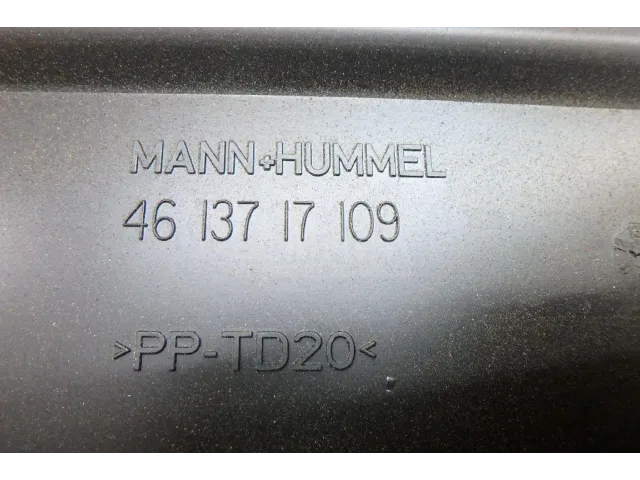 MANN+HUMMEL
46 137 17 109
>PP-TD20<